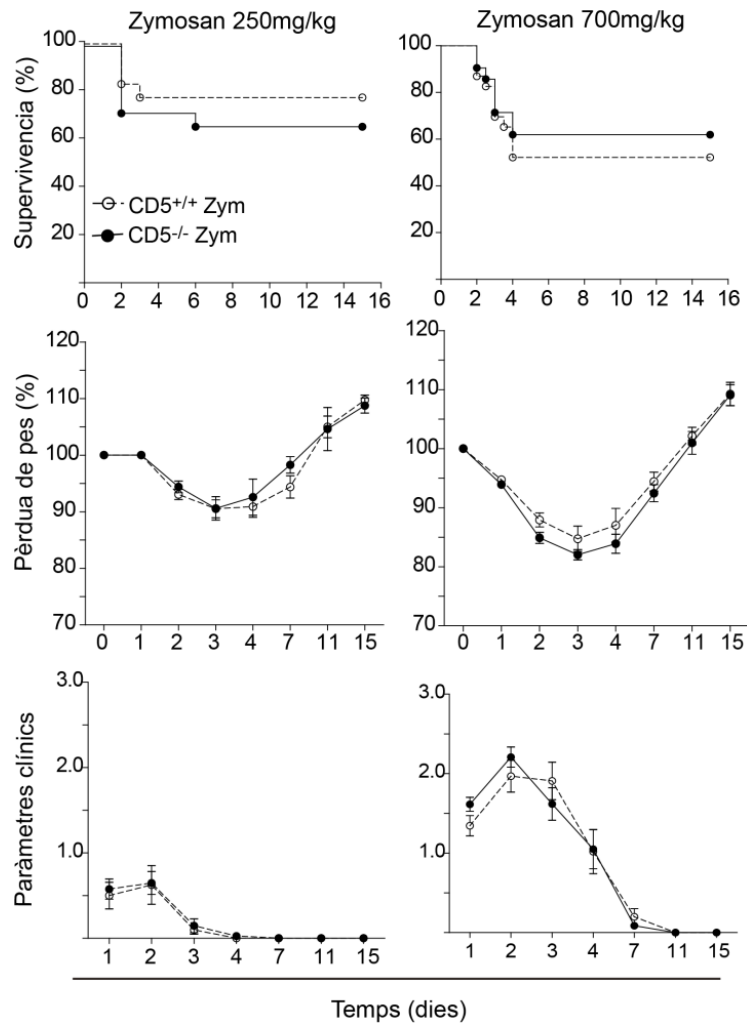 Zymosan 250mg/kg
Zymosan 700mg/kg
Supervivencia (%)
100
80
60
40
20
CD5+/+ Zym
CD5-/- Zym
0 2 4 6 8 10 12 14 16
100
80
60
40
20
0 2 4 6 8 10 12 14 16
Pèrdua de pes (%)
120
110
100
90
80
70
0 1 2 3 4 7 11 15
120
110
100
90
80
70
0 1 2 3 4 7 11 15
Paràmetres clínics
3.0
2.0
1.0
1 2 3 4 7 11 15
3.0
2.0
1.0
1 2 3 4 7 11 15
Temps (dies)